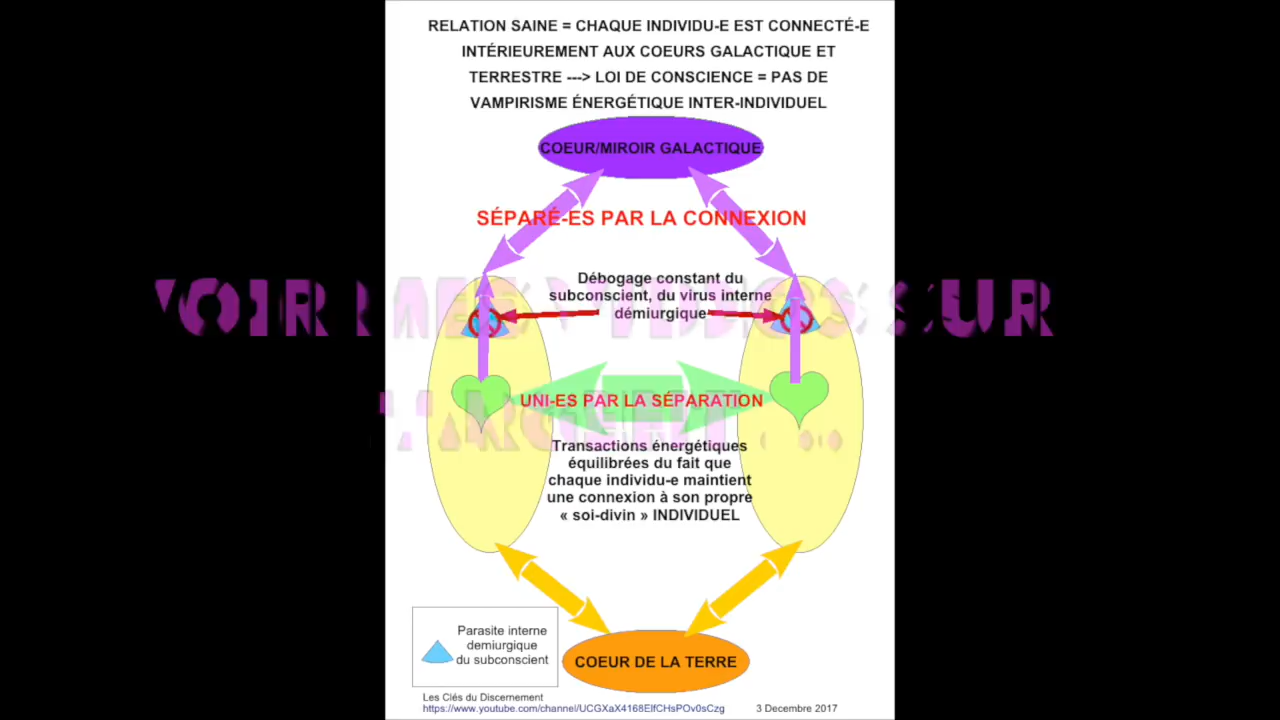 RELATION SAINE = CHAQUE INDIVIDU-E EST CONNECTÉ-E
INTÉRIEUREMENT AUX COEURS GALACTIQUE ET
TERRESTRE ---> LOI DE CONSCIENCE = PAS DE
VAMPIRISME ÉNERGÉTIQUE INTER-INDIVIDUEL
COEUR/MIROIR GALACTIQUE
SÉPARÉ-ES PAR LA CONNEXION
Débogage constant du
subconscient, du virus interne
démiurgique
VOIR MES VIDEOS SUR
UNI-ES PAR LA SÉPARATION
Transactions énergétiques
équilibrées du fait que
chaque individu-e maintient
une connexion à son propre
« soi-divin » INDIVIDUEL
Parasite interne
demiurgique
du subconscient
COEUR DE LA TERRE
Les Clés du Discernement
https://www.youtube.com/channel/UCGXaX4168ElfCHsPOv0sCzg
3 Decembre 2017